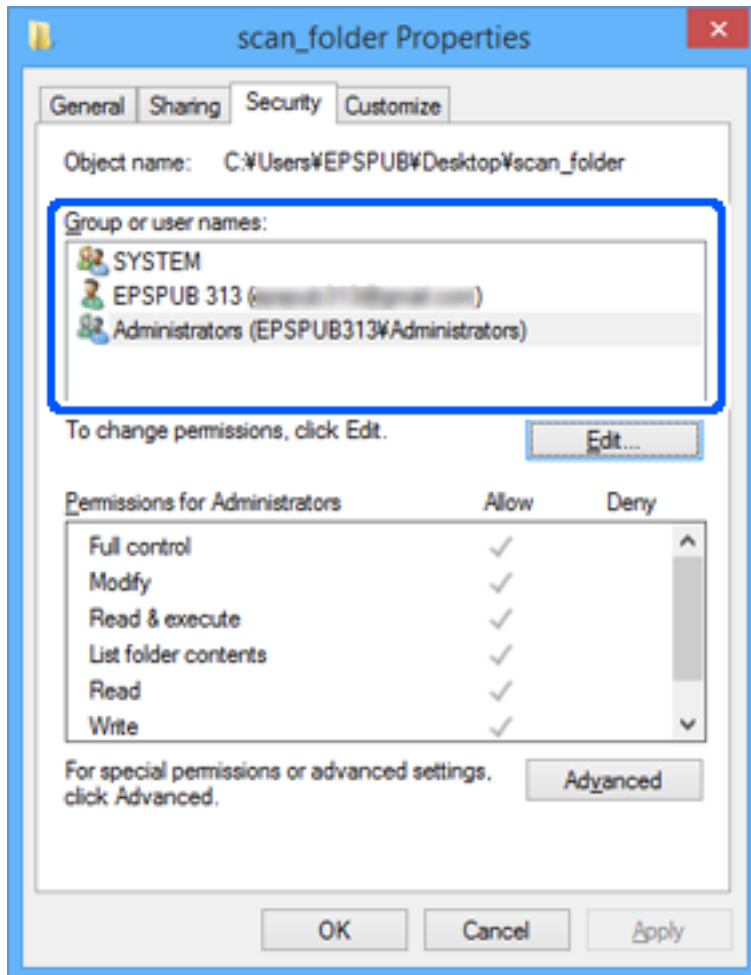 scan_folder Properties
General Sharing Security Customize
Object name: C:¥Users¥EPSPUB¥Desktop¥scan_folder
Group or user names:
SYSTEM
EPSPUB 313 ( )
Administrators (EPSPUB313¥Administrators)
To change permissions, click Edit.
Edit...
Permissions for Administrators Allow Deny
Full control
Modify
Read & execute
List folder contents
Read
Write
For special permissions or advanced settings,
click Advanced.
Advanced
OK Cancel Apply